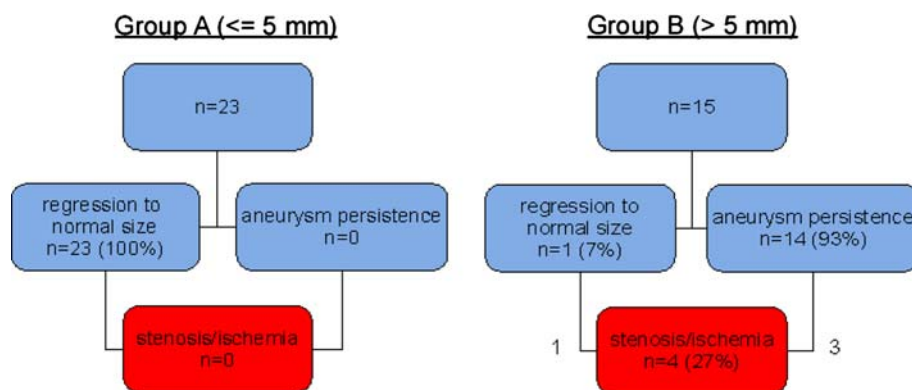 Group A (<= 5 mm)
n=23
regression to
normal size
n=23 (100%)
aneurysm persistence
n=0
stenosis/ischemia
n=0
Group B (> 5 mm)
n=15
regression to
normal size
n=1 (7%)
aneurysm persistence
n=14 (93%)
1
stenosis/ischemia
n=4 (27%)
3